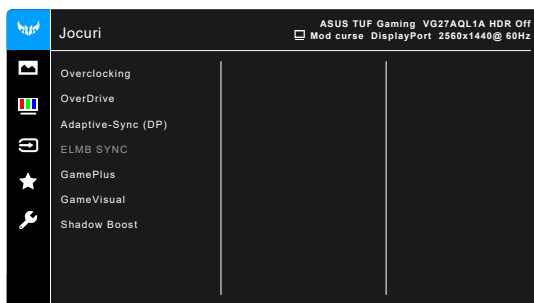 Jocuri
ASUS TUF Gaming VG27AQL1A HDR Off
Mod curse DisplayPort 2560x1440@ 60Hz
Overclocking
OverDrive
Adaptive-Sync (DP)
ELMB SYNC
GamePlus
GameVisual
Shadow Boost